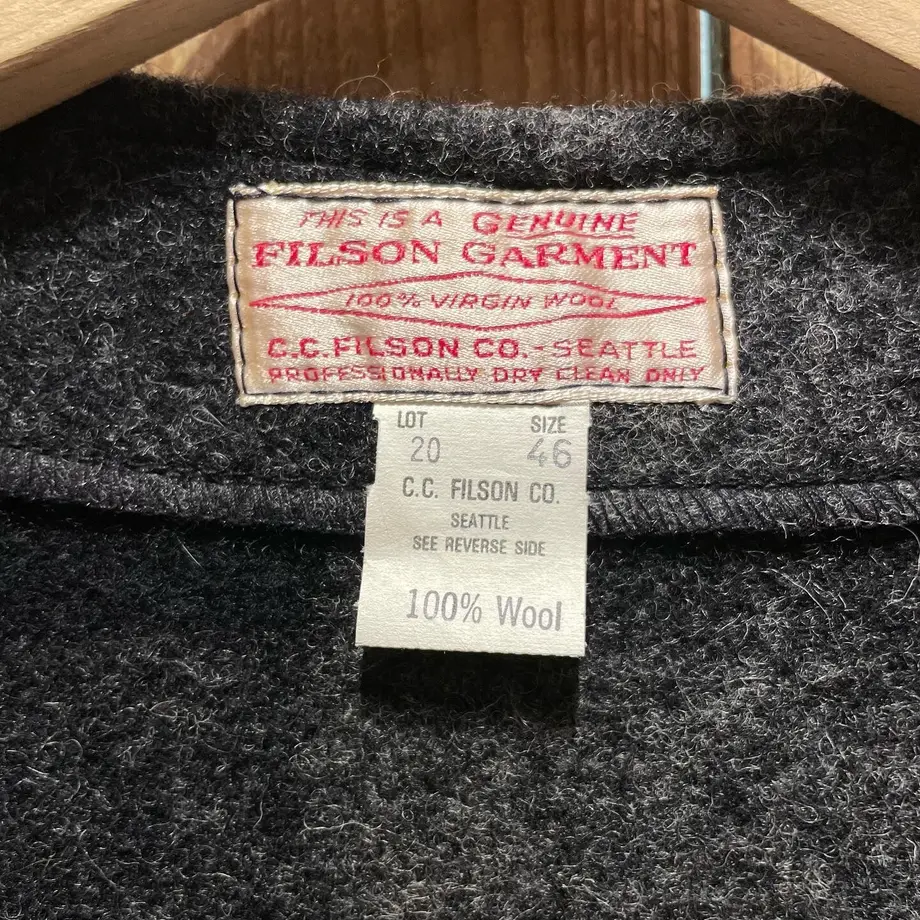 THIS IS A GENUINE
FILSON GARMENT
100% VIRGIN WOOL
C.C. FILSON CO. - SEATTLE
PROFESSIONALLY DRY CLEAN ONLY
LOT SIZE
20 46
C.C. FILSON CO.
SEATTLE
SEE REVERSE SIDE
100% Wool